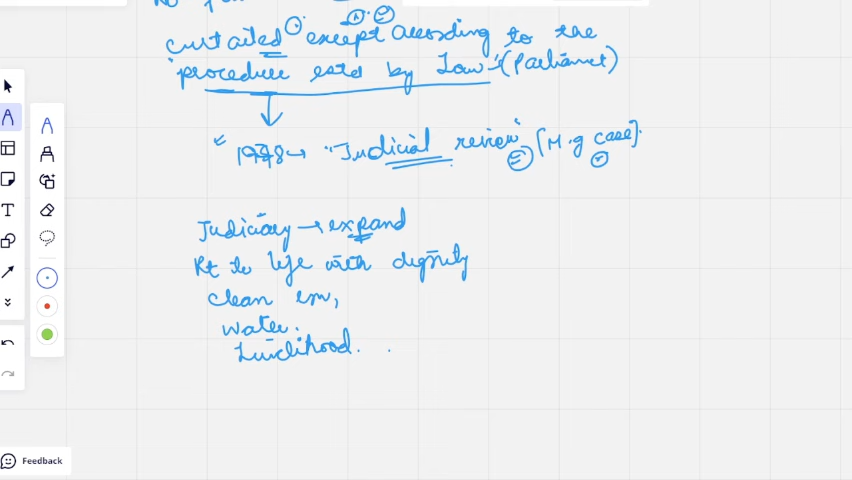 curtailed except according to the
"procedure estd by Law" (Parliament)
1978 → "Judicial review" [M.g case].
Judiciary → expand
Rt to life with dignity
clean env,
water.
Livelihood.
T
Feedback